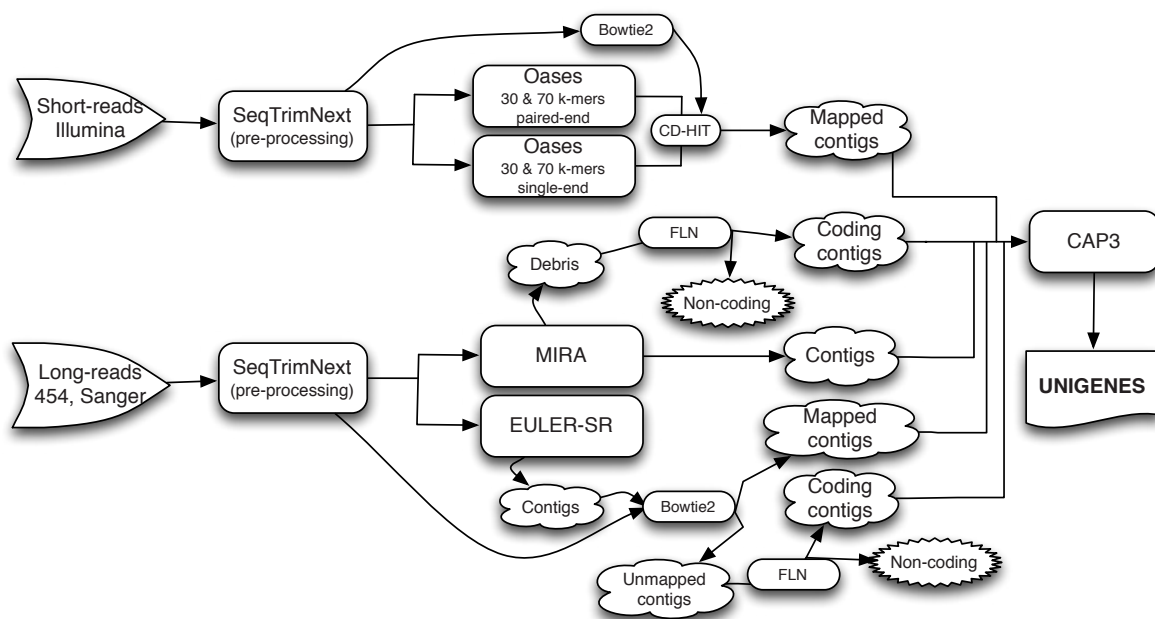 Bowtie2
Short-reads
Illumina
SeqTrimNext
(pre-processing)
Oases
30 & 70 k-mers
paired-end
CD-HIT
Mapped
contigs
Oases
30 & 70 k-mers
single-end
FLN
Coding
contigs
CAP3
Debris
Non-coding
Long-reads
454, Sanger
SeqTrimNext
(pre-processing)
MIRA
Contigs
UNIGENES
EULER-SR
Mapped
contigs
Contigs
Bowtie2
Coding
contigs
Unmapped
contigs
FLN
Non-coding